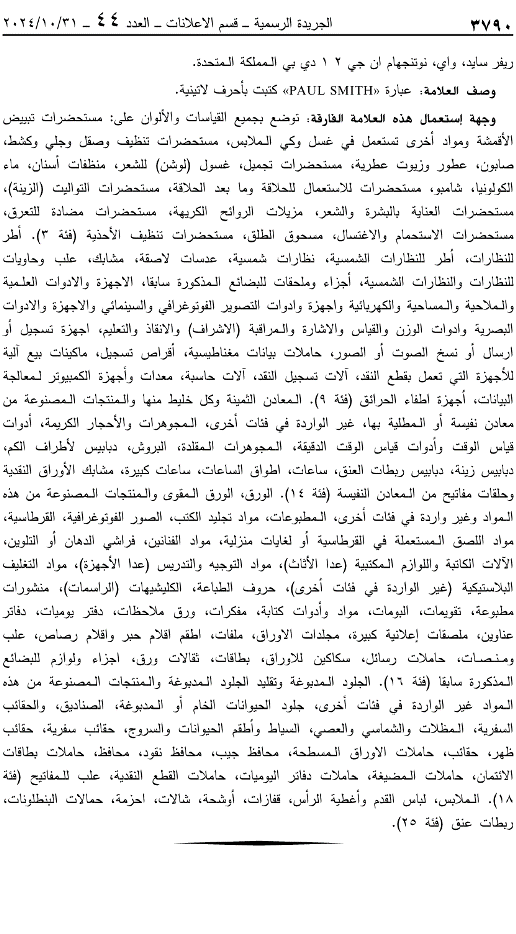 ٣٧٩٠ الجريدة الرسمية ــ قسم الاعلانات ــ العدد ٤٤ ــ ٢٠٢٤/١٠/٣١
ريفر سايد، واي، نوتنجهام ان جي ٢ ١ دي بي المملكة المتحدة.
وصف العلامة: عبارة «PAUL SMITH» كتبت بأحرف لاتينية.
وجهة إستعمال هذه العلامة الفارقة: توضع بجميع القياسات والألوان على: مستحضرات تبييض
الأقمشة ومواد أخرى تستعمل في غسل وكي الملابس، مستحضرات تنظيف وصقل وجلي وكشط،
صابون، عطور وزيوت عطرية، مستحضرات تجميل، غسول (لوشن) للشعر، منظفات أسنان، ماء
الكولونيا، شامبو، مستحضرات للاستعمال للحلاقة وما بعد الحلاقة، مستحضرات التواليت (الزينة)،
مستحضرات العناية بالبشرة والشعر، مزيلات الروائح الكريهة، مستحضرات مضادة للتعرق،
مستحضرات الاستحمام والاغتسال، مسحوق الطلق، مستحضرات تنظيف الأحذية (فئة ٣). أطر
للنظارات، أطر للنظارات الشمسية، نظارات شمسية، عدسات لاصقة، مشابك، علب وحاويات
للنظارات والنظارات الشمسية، أجزاء وملحقات للبضائع المذكورة سابقا، الاجهزة والادوات العلمية
والملاحية والمساحية والكهربائية واجهزة وادوات التصوير الفوتوغرافي والسينمائي والاجهزة والادوات
البصرية وادوات الوزن والقياس والاشارة والمراقبة (الاشراف) والانقاذ والتعليم، اجهزة تسجيل أو
ارسال أو نسخ الصوت أو الصور، حاملات بيانات مغناطيسية، أقراص تسجيل، ماكينات بيع آلية
للأجهزة التي تعمل بقطع النقد، آلات تسجيل النقد، آلات حاسبة، معدات وأجهزة الكمبيوتر لمعالجة
البيانات، أجهزة اطفاء الحرائق (فئة ٩). المعادن الثمينة وكل خليط منها والمنتجات المصنوعة من
معادن نفيسة أو المطلية بها، غير الواردة في فئات أخرى، المجوهرات والأحجار الكريمة، أدوات
قياس الوقت وأدوات قياس الوقت الدقيقة، المجوهرات المقلدة، البروش، دبابيس لأطراف الكم،
دبابيس زينة، دبابيس ربطات العنق، ساعات، اطواق الساعات، ساعات كبيرة، مشابك الأوراق النقدية
وحلقات مفاتيح من المعادن النفيسة (فئة ١٤). الورق، الورق المقوى والمنتجات المصنوعة من هذه
المواد وغير واردة في فئات أخرى، المطبوعات، مواد تجليد الكتب، الصور الفوتوغرافية، القرطاسية،
مواد اللصق المستعملة في القرطاسية أو لغايات منزلية، مواد الفنانين، فراشي الدهان أو التلوين،
الآلات الكاتبة واللوازم المكتبية (عدا الأثاث)، مواد التوجيه والتدريس (عدا الأجهزة)، مواد التغليف
البلاستيكية (غير الواردة في فئات أخرى)، حروف الطباعة، الكليشيهات (الراسمات)، منشورات
مطبوعة، تقويمات، البومات، مواد وأدوات كتابة، مفكرات، ورق ملاحظات، دفتر يوميات، دفاتر
عناوين، ملصقات إعلانية كبيرة، مجلدات الاوراق، ملفات، اطقم اقلام حبر واقلام رصاص، علب
ومنصات، حاملات رسائل، سكاكين للاوراق، بطاقات، ثقالات ورق، اجزاء ولوازم للبضائع
المذكورة سابقا (فئة ١٦). الجلود المدبوغة وتقليد الجلود المدبوغة والمنتجات المصنوعة من هذه
المواد غير الواردة في فئات أخرى، جلود الحيوانات الخام أو المدبوغة، الصناديق، والحقائب
السفرية، المظلات والشماسي والعصي، السياط وأطقم الحيوانات والسروج، حقائب سفرية، حقائب
ظهر، حقائب، حاملات الاوراق المسطحة، محافظ جيب، محافظ نقود، محافظ، حاملات بطاقات
الائتمان، حاملات المضيفة، حاملات دفاتر اليوميات، حاملات القطع النقدية، علب للمفاتيح (فئة
١٨). الملابس، لباس القدم وأغطية الرأس، قفازات، أوشحة، شالات، احزمة، حمالات البنطلونات،
ربطات عنق (فئة ٢٥).